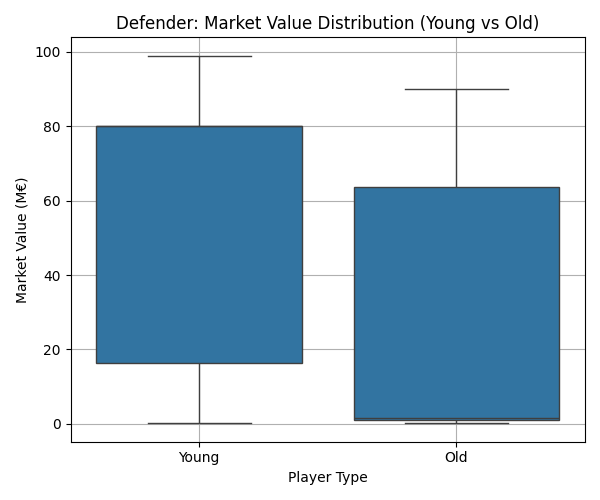 Defender: Market Value Distribution (Young vs Old)
100
80
60
40
20
0
Market Value (M€)
Young
Old
Player Type